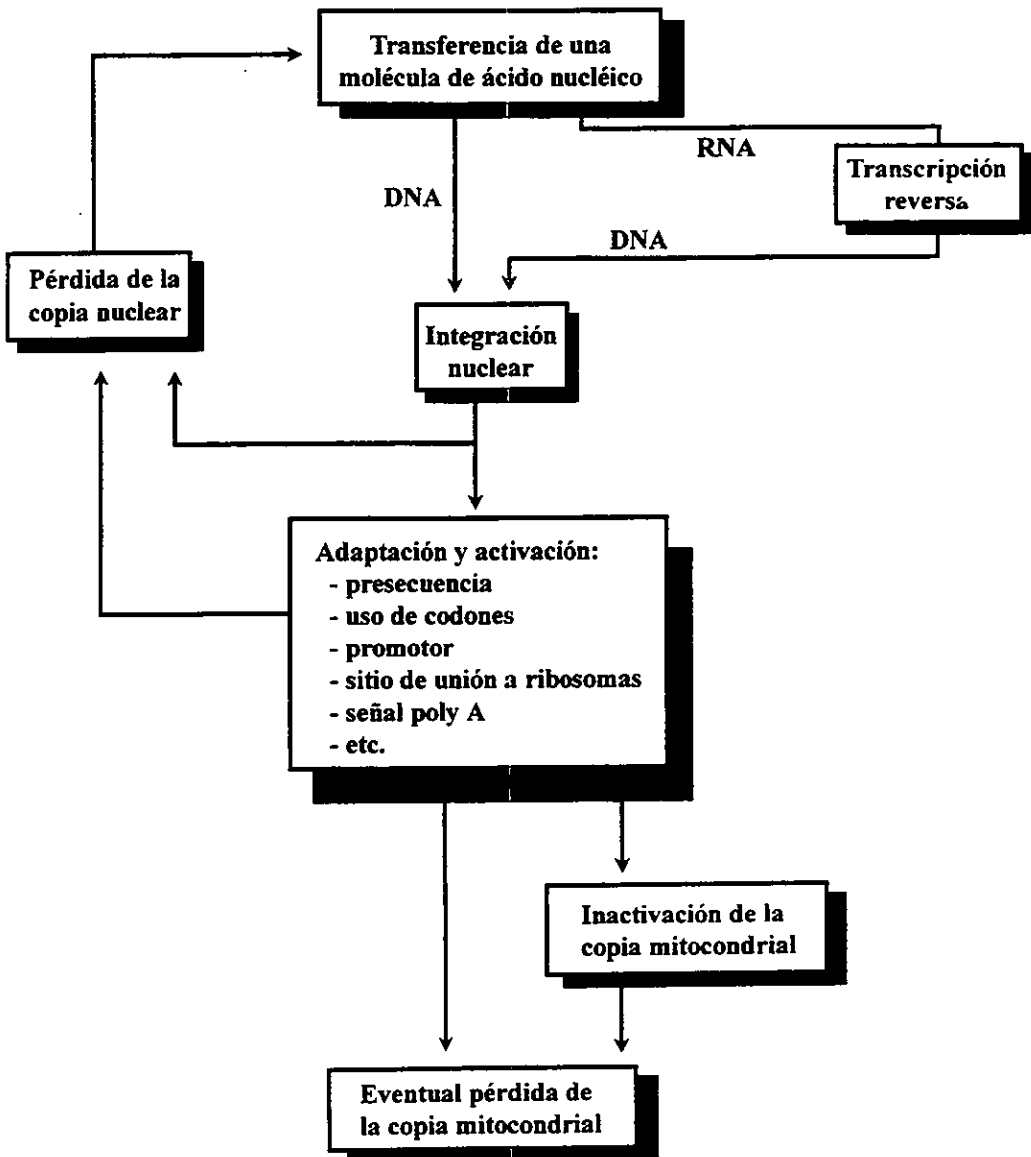 Transferencia de una
molécula de ácido nucléico
RNA
Transcripción
reversa
DNA
DNA
Pérdida de la
copia nuclear
Integración
nuclear
Adaptación y activación:
- presecuencia
- uso de codones
- promotor
- sitio de unión a ribosomas
- señal poly A
- etc.
Inactivación de la
copia mitocondrial
Eventual pérdida de
la copia mitocondrial